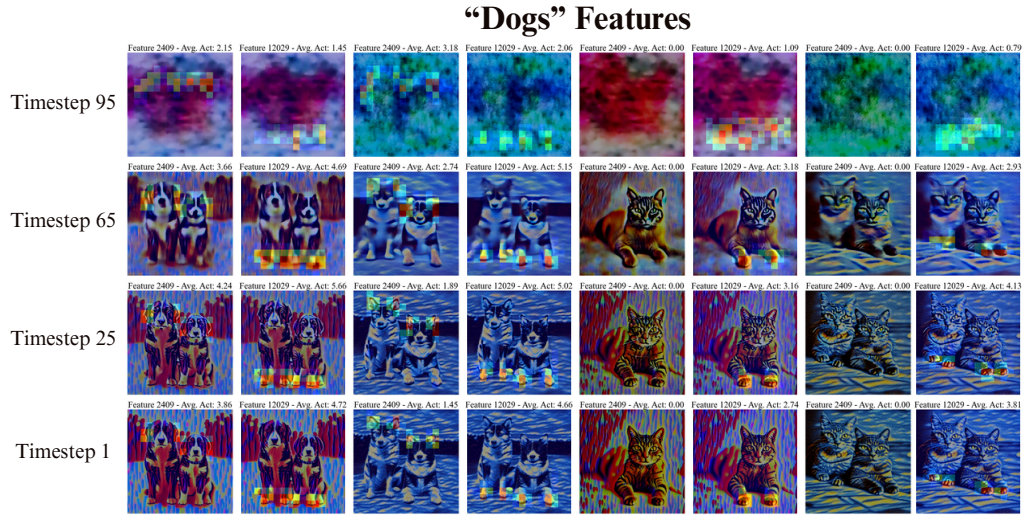 “Dogs” Features
Feature 2409 - Avg. Act: 2.15 Feature 12029 - Avg. Act: 1.45 Feature 2409 - Avg. Act: 3.18 Feature 12029 - Avg. Act: 2.06 Feature 2409 - Avg. Act: 0.00 Feature 12029 - Avg. Act: 1.09 Feature 2409 - Avg. Act: 0.00 Feature 12029 - Avg. Act: 0.79
Timestep 95
Feature 2409 - Avg. Act: 3.66 Feature 12029 - Avg. Act: 4.69 Feature 2409 - Avg. Act: 2.74 Feature 12029 - Avg. Act: 5.15 Feature 2409 - Avg. Act: 0.00 Feature 12029 - Avg. Act: 3.18 Feature 2409 - Avg. Act: 0.00 Feature 12029 - Avg. Act: 2.93
Timestep 65
Feature 2409 - Avg. Act: 4.24 Feature 12029 - Avg. Act: 5.66 Feature 2409 - Avg. Act: 1.89 Feature 12029 - Avg. Act: 5.02 Feature 2409 - Avg. Act: 0.00 Feature 12029 - Avg. Act: 3.16 Feature 2409 - Avg. Act: 0.00 Feature 12029 - Avg. Act: 4.13
Timestep 25
Feature 2409 - Avg. Act: 3.86 Feature 12029 - Avg. Act: 4.72 Feature 2409 - Avg. Act: 1.45 Feature 12029 - Avg. Act: 4.66 Feature 2409 - Avg. Act: 0.00 Feature 12029 - Avg. Act: 2.74 Feature 2409 - Avg. Act: 0.00 Feature 12029 - Avg. Act: 3.81
Timestep 1